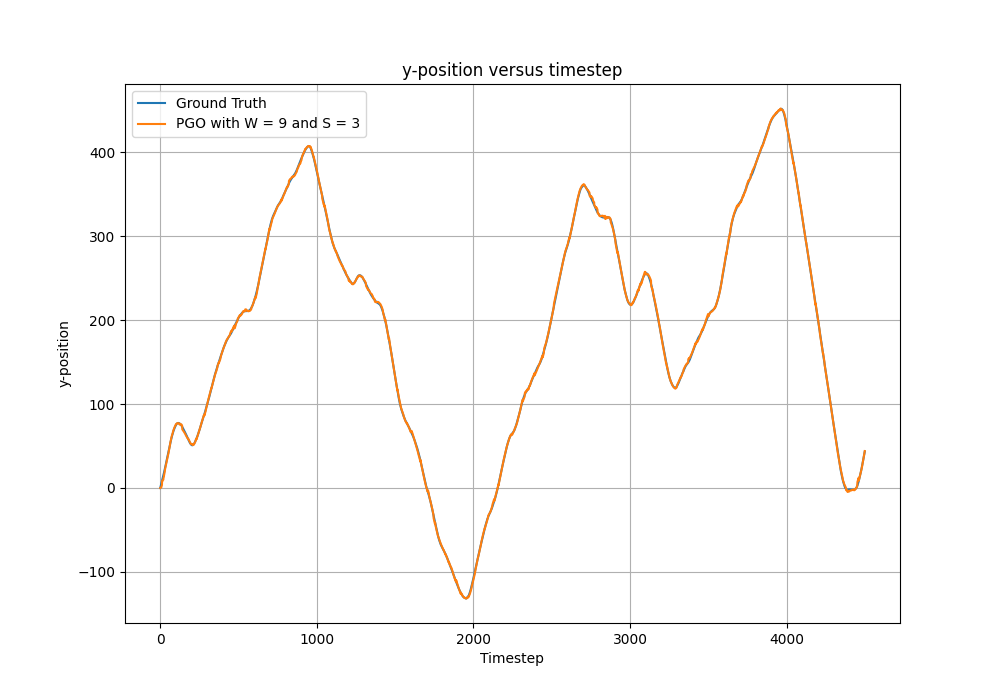 y-position versus timestep
Ground Truth
PGO with W = 9 and S = 3
400
300
200
100
0
−100
y-position
0 1000 2000 3000 4000
Timestep